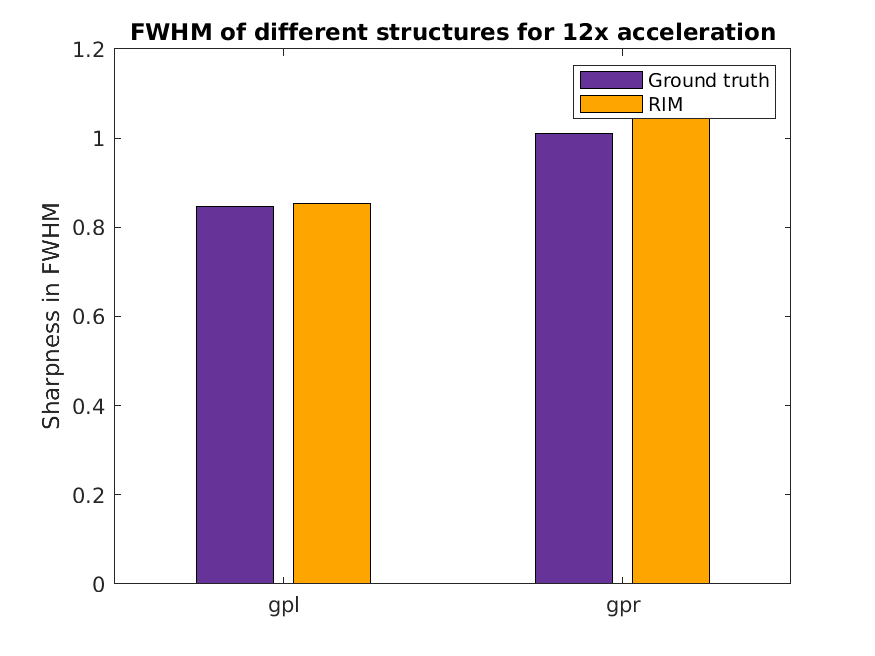 FWHM of different structures for 12x acceleration
1.2
1
0.8
0.6
0.4
0.2
0
Sharpness in FWHM
Ground truth
RIM
gpl
gpr